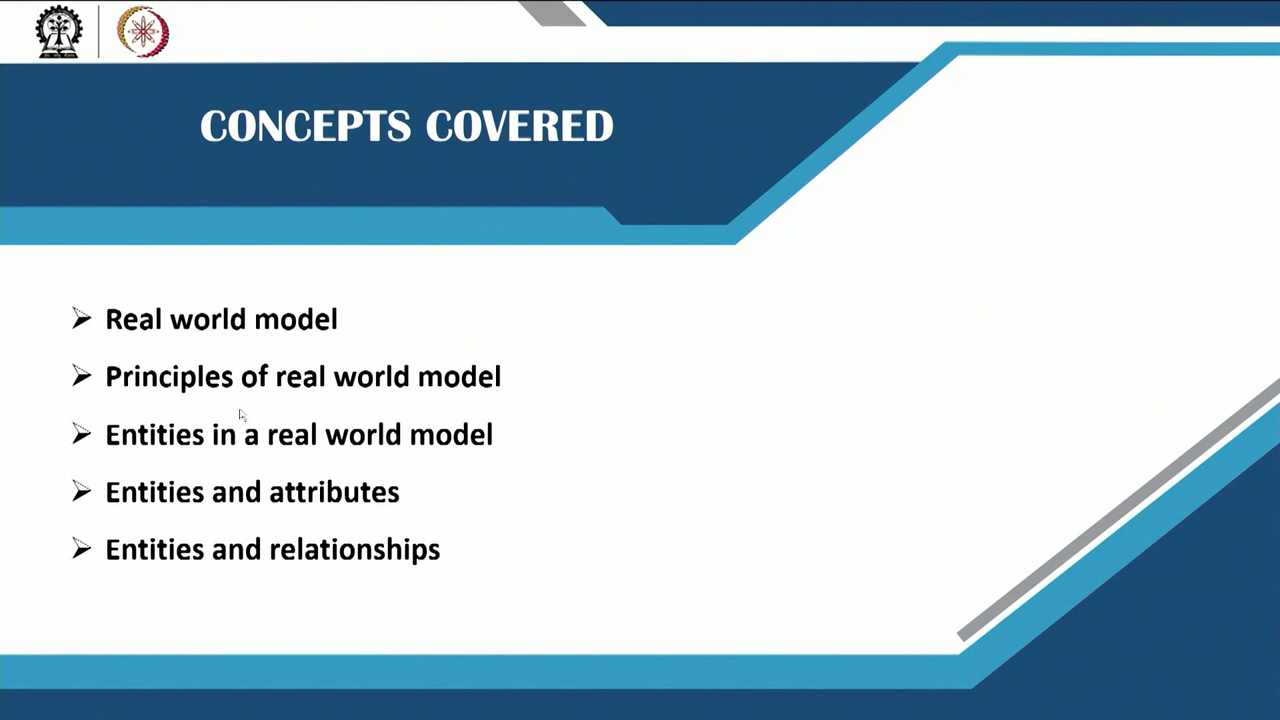 CONCEPTS COVERED
➢ Real world model
➢ Principles of real world model
➢ Entities in a real world model
➢ Entities and attributes
➢ Entities and relationships